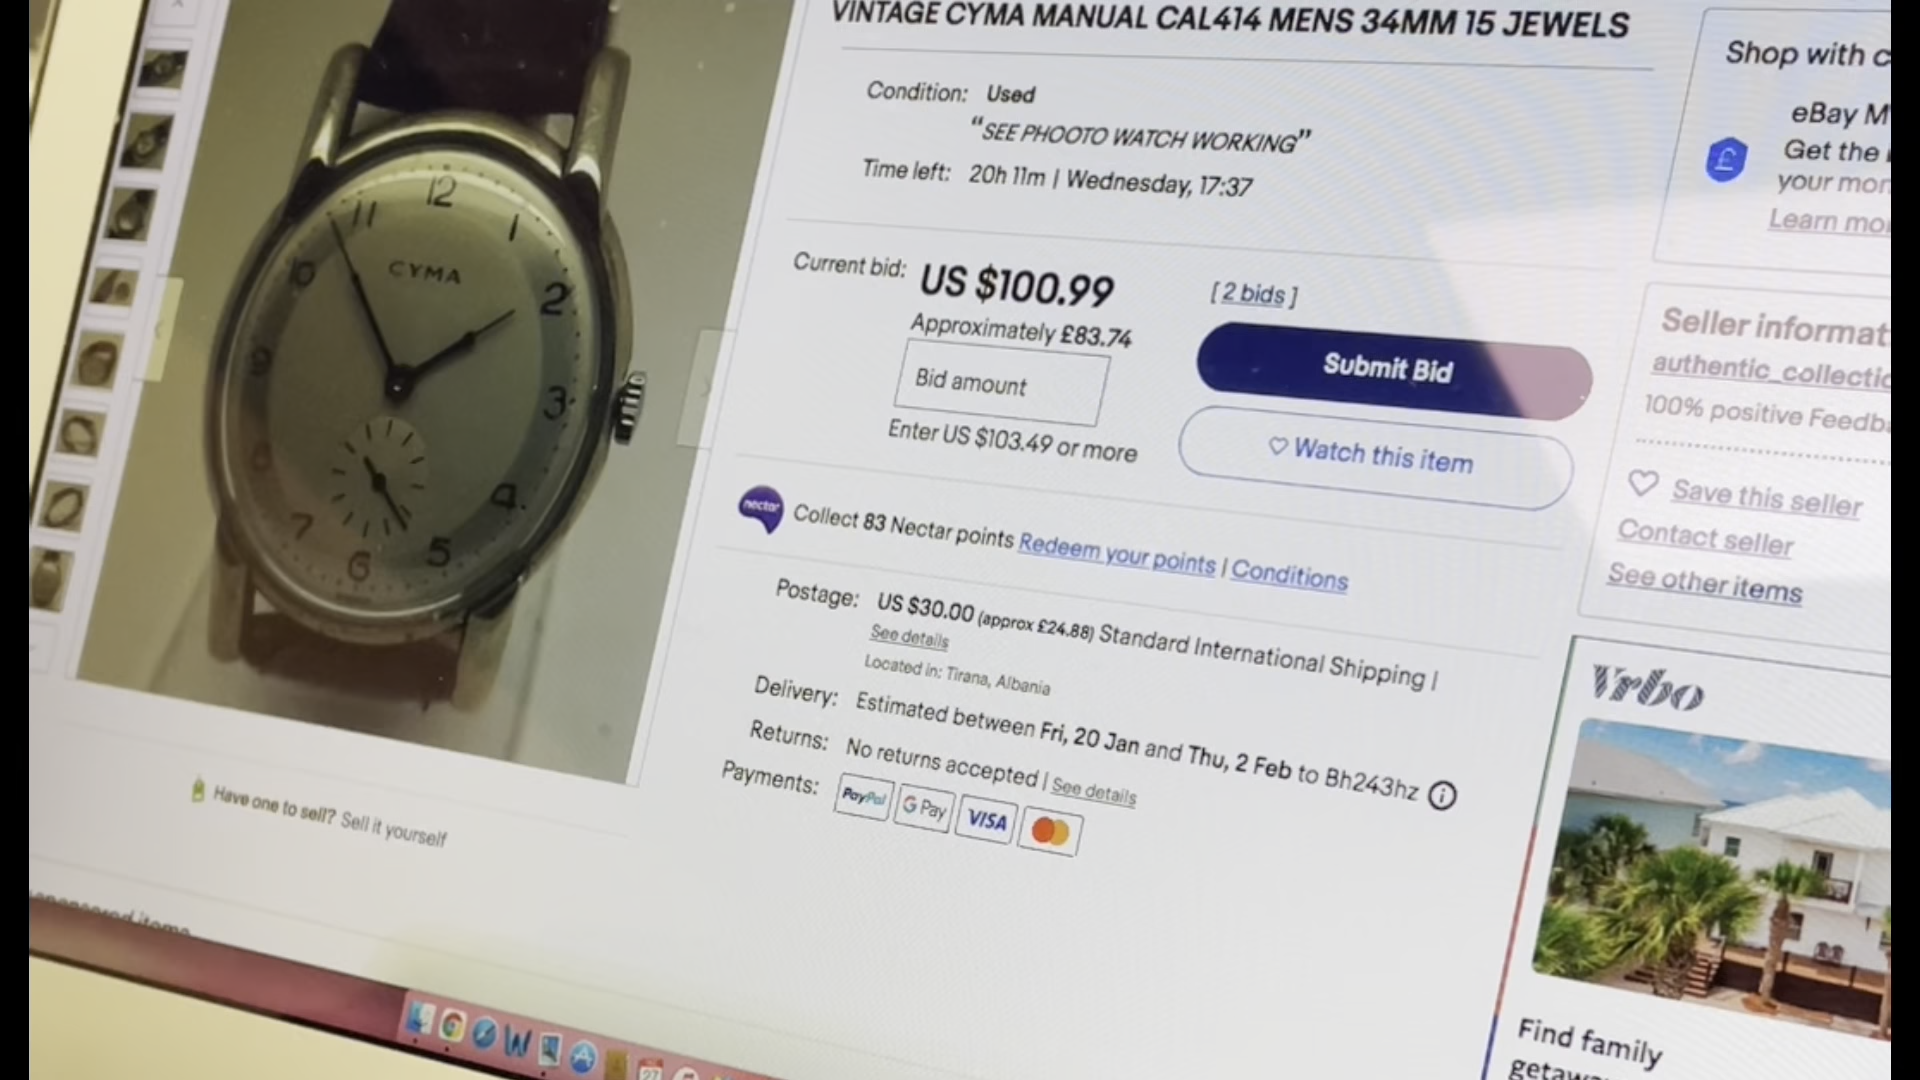 VINTAGE CYMA MANUAL CAL414 MENS 34MM 15 JEWELS
Condition: Used
"SEE PHOOTO WATCH WORKING"
Time left: 20h 11m | Wednesday, 17:37
Current bid: US $100.99 [ 2 bids ]
Approximately £83.74
Bid amount
Submit Bid
Enter US $103.49 or more
Watch this item
nectar Collect 83 Nectar points Redeem your points | Conditions
Postage: US $30.00 (approx £24.88) Standard International Shipping |
See details
Located in: Tirana, Albania
Delivery: Estimated between Fri, 20 Jan and Thu, 2 Feb to Bh243hz
Returns: No returns accepted | See details
Payments: PayPal G Pay VISA
12
11 1
10 2
CYMA
9 3
4
7 5
6
Have one to sell? Sell it yourself
Shop with c
eBay M
£ Get the
your mon
Learn mo
Seller informat
authentic_collectio
100% positive Feedba
Save this seller
Contact seller
See other items
Vrbo
Find family
getaw
W
27